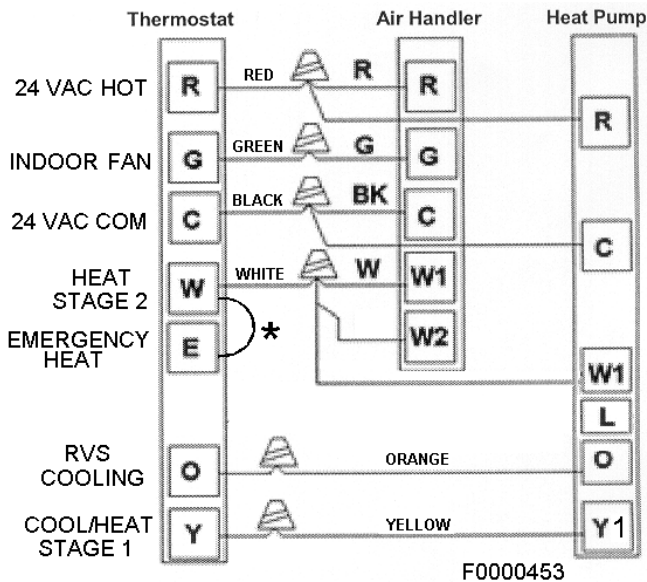 Thermostat Air Handler Heat Pump
24 VAC HOT R RED R R
R
INDOOR FAN G GREEN G G
24 VAC COM C BLACK BK C
C
HEAT
STAGE 2 W WHITE W W1
*
EMERGENCY
HEAT E W2
W1
L
RVS
COOLING O ORANGE O
COOL/HEAT
STAGE 1 Y YELLOW Y1
F0000453